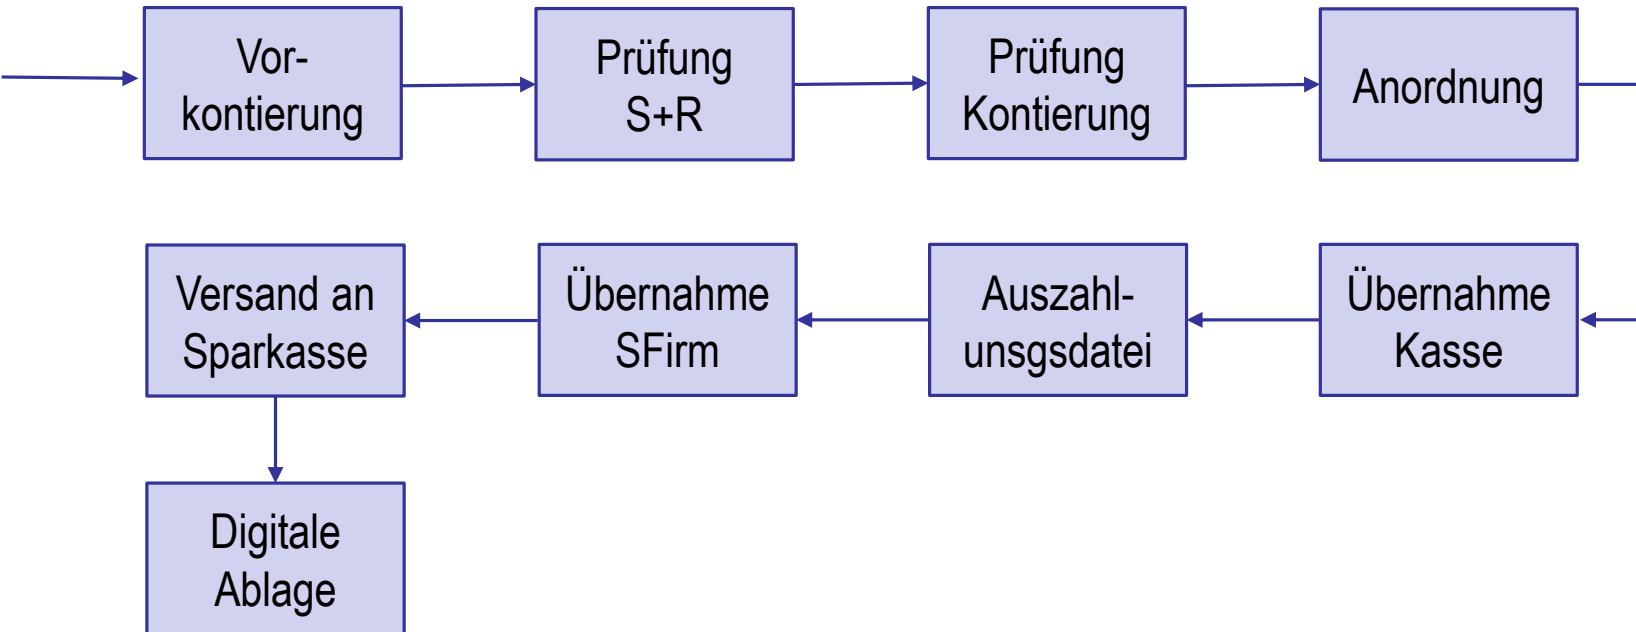 Vor-
kontierung
Prüfung
S+R
Prüfung
Kontierung
Anordnung
Versand an
Sparkasse
Übernahme
SFirm
Auszahl-
unsgsdatei
Übernahme
Kasse
Digitale
Ablage